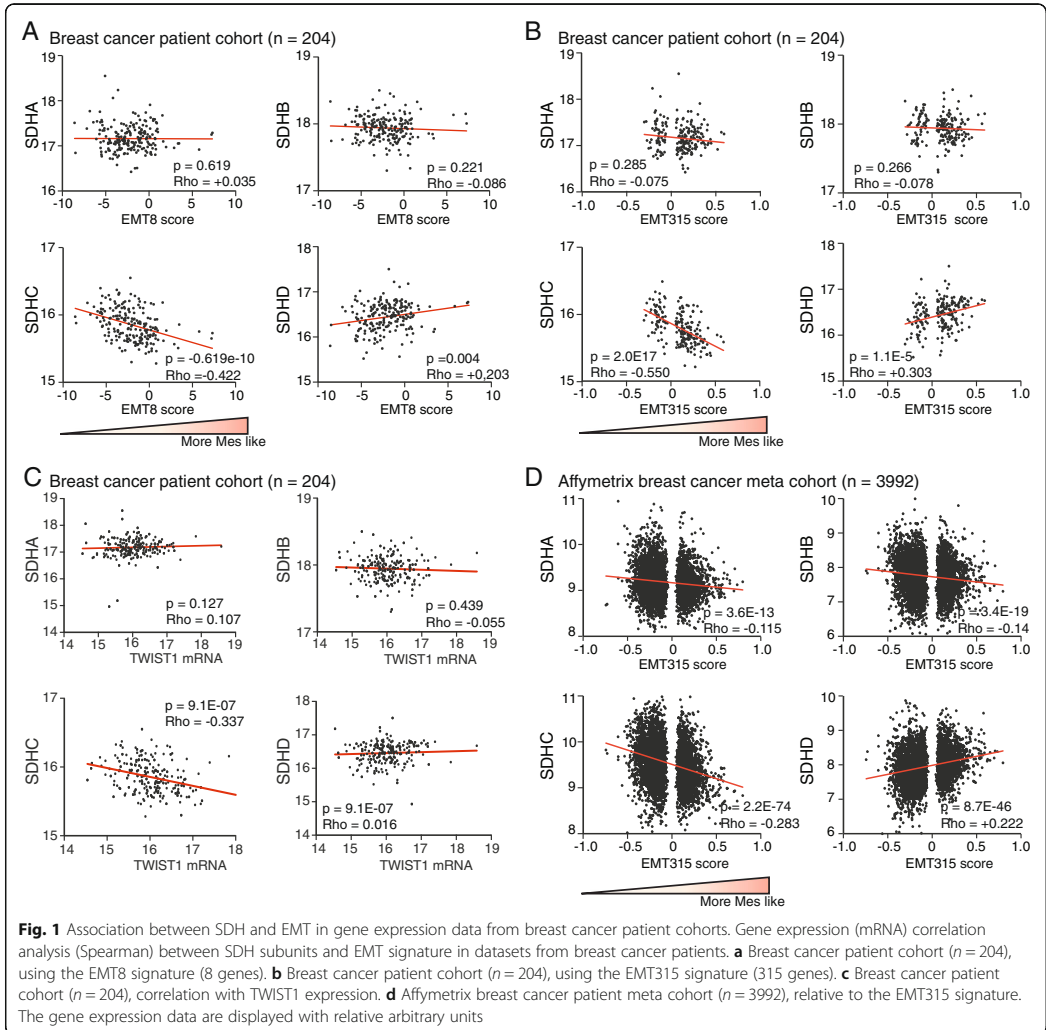 A Breast cancer patient cohort (n = 204)
SDHA
19
18
17
16
-10 -5 0 5 10
EMT8 score
p = 0.619
Rho = +0.035
SDHB
19
18
17
-10 -5 0 5 10
EMT8 score
p = 0.221
Rho = -0.086
SDHC
17
16
15
-10 -5 0 5 10
EMT8 score
p = -0.619e-10
Rho=-0.422
SDHD
18
17
16
15
-10 -5 0 5 10
EMT8 score
p =0.004
Rho =+0,203
More Mes like
B Breast cancer patient cohort (n = 204)
SDHA
19
18
17
16
-1.0 -0.5 0 0.5 1.0
EMT315 score
p = 0.285
Rho = -0.075
SDHB
19
18
17
-1.0 -0.5 0 0.5 1.0
EMT315 score
p = 0.266
Rho = -0.078
SDHC
17
16
15
-1.0 -0.5 0 0.5 1.0
EMT315 score
p = 2.0E17
Rho = -0.550
SDHD
18
17
16
15
-1.0 -0.5 0 0.5 1.0
EMT315 score
p = 1.1E-5
Rho = +0.303
More Mes like
C Breast cancer patient cohort (n = 204)
SDHA
19
18
17
16
15
14
14 15 16 17 18 19
TWIST1 mRNA
p = 0.127
Rho = 0.107
SDHB
19
18
17
14 15 16 17 18 19
TWIST1 mRNA
p = 0.439
Rho = -0.055
SDHC
17
16
15
14 15 16 17 18
TWIST1 mRNA
p = 9.1E-07
Rho = -0.337
SDHD
18
17
16
15
14
14 15 16 17 18 19
TWIST1 mRNA
p = 9.1E-07
Rho = 0.016
D Affymetrix breast cancer meta cohort (n = 3992)
SDHA
11
10
9
8
-1.0 -0.5 0 0.5 1.0
EMT315 score
p = 3.6E-13
Rho = -0.115
SDHB
10
9
8
7
6
-1.0 -0.5 0 0.5 1.0
EMT315 score
p = 3.4E-19
Rho = -0.14
SDHC
11
10
9
8
-1.0 -0.5 0 0.5 1.0
EMT315 score
p = 2.2E-74
Rho = -0.283
SDHD
10
9
8
7
6
-1.0 -0.5 0 0.5 1.0
EMT315 score
p = 8.7E-46
Rho = +0.222
More Mes like
Fig. 1 Association between SDH and EMT in gene expression data from breast cancer patient cohorts. Gene expression (mRNA) correlation
analysis (Spearman) between SDH subunits and EMT signature in datasets from breast cancer patients. a Breast cancer patient cohort (n = 204),
using the EMT8 signature (8 genes). b Breast cancer patient cohort (n = 204), using the EMT315 signature (315 genes). c Breast cancer patient
cohort (n = 204), correlation with TWIST1 expression. d Affymetrix breast cancer patient meta cohort (n = 3992), relative to the EMT315 signature.
The gene expression data are displayed with relative arbitrary units